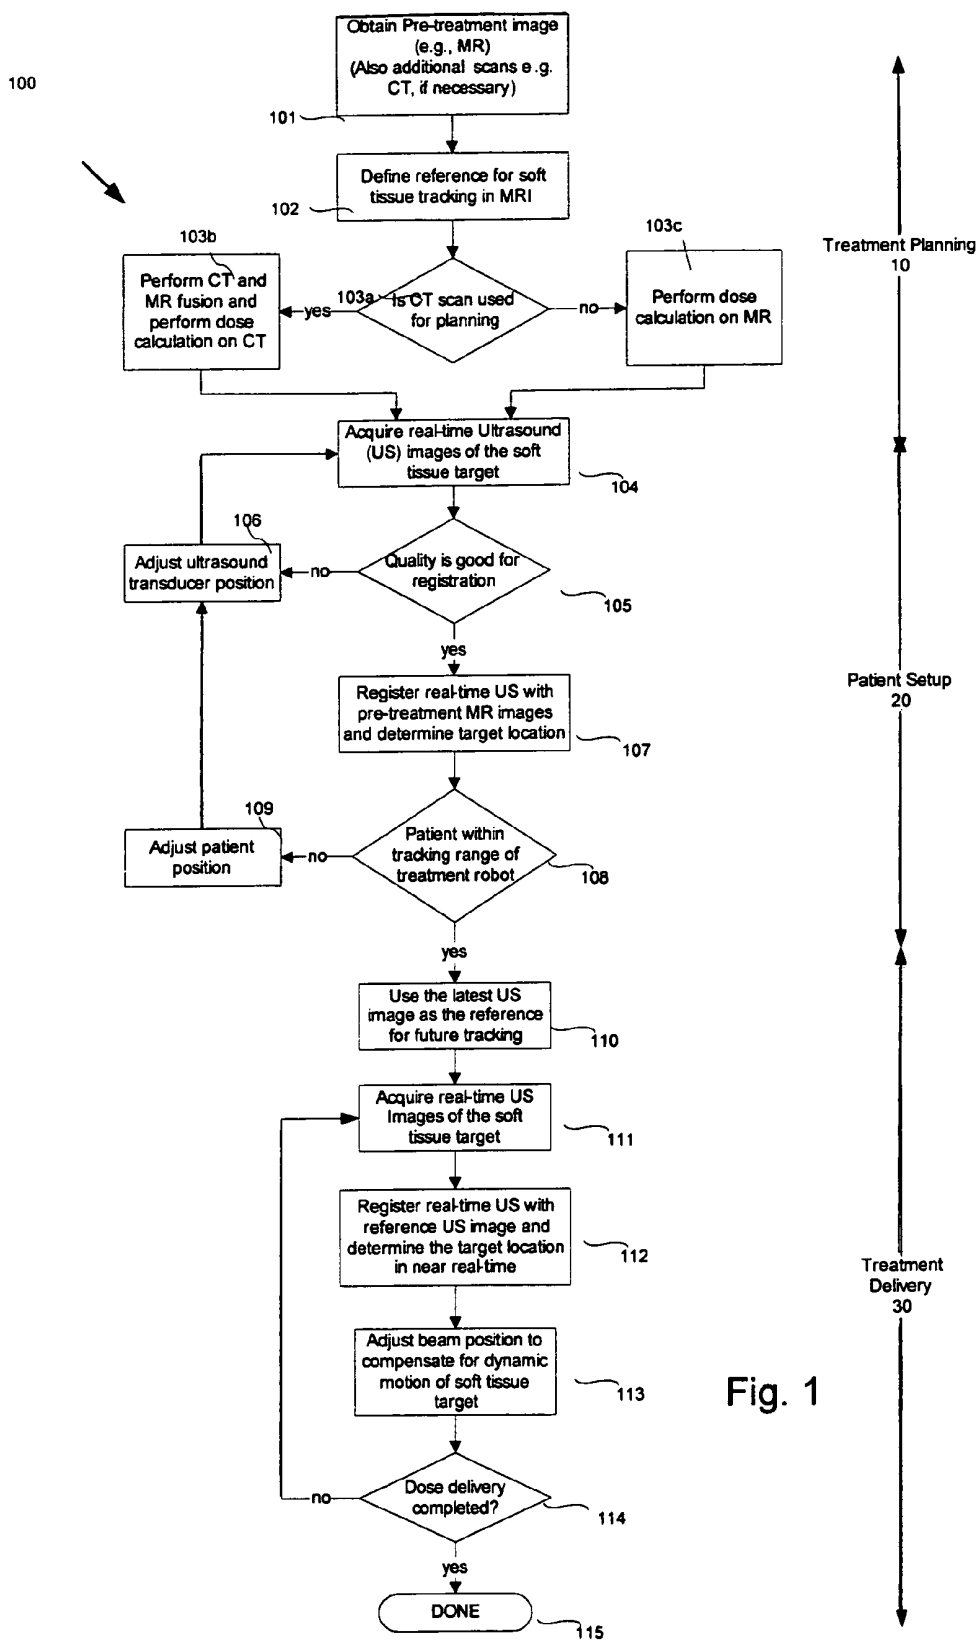 Obtain Pre-treatment image
(e.g., MR)
(Also additional scans e.g.
CT, if necessary)
100
101
Define reference for soft
tissue tracking in MRI
102
103b
103c
Treatment Planning
10
Perform CT and
MR fusion and
perform dose
calculation on CT
yes
103a
Is CT scan used
for planning
no
Perform dose
calculation on MR
Acquire real-time Ultrasound
(US) images of the soft
tissue target
104
106
Adjust ultrasound
transducer position
no
Quality is good for
registration
105
yes
Register real-time US with
pre-treatment MR images
and determine target location
107
Patient Setup
20
109
Adjust patient
position
no
Patient within
tracking range of
treatment robot
108
yes
Use the latest US
image as the reference
for future tracking
110
Acquire real-time US
Images of the soft
tissue target
111
Register real-time US with
reference US image and
determine the target location
in near real-time
112
Treatment
Delivery
30
Adjust beam position to
compensate for dynamic
motion of soft tissue
target
113
Fig. 1
Dose delivery
completed?
no
114
yes
DONE
115